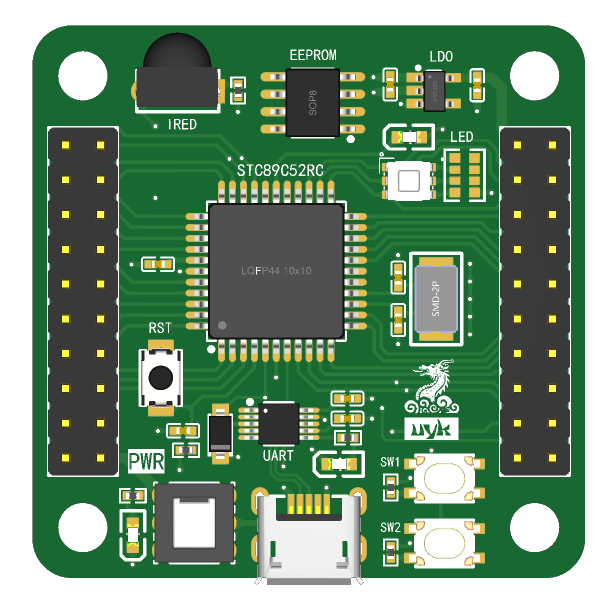 EEPROM
LDO
IRED
SOP8
LED
STC89C52RC
LQFP44 10x10
SMD-2P
RST
uyk
UART
PWR
SW1
SW2